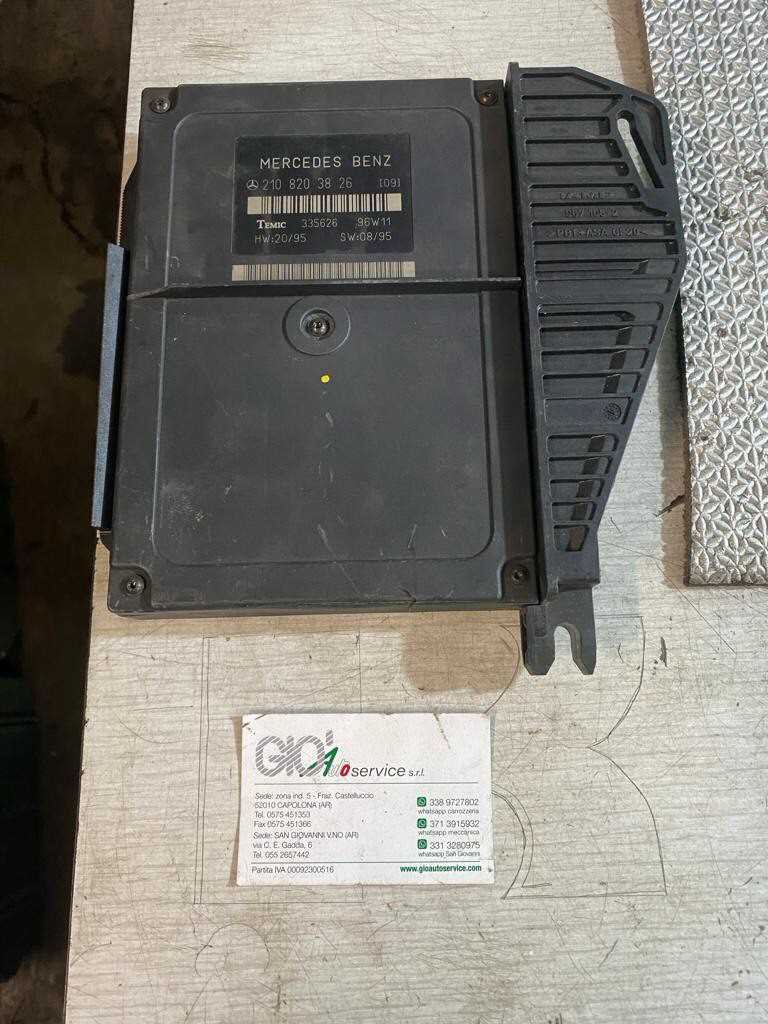 MERCEDES BENZ
210 820 38 26 [09]
TEMIC 335626 96W11
HW:20/95 SW:08/95
GIO' Autoservice s.r.l.
Sede: zona ind. 5 - Fraz. Castelluccio
52010 CAPOLONA (AR)
Tel. 0575 451353
Fax 0575 451366
Sede: SAN GIOVANNI V.NO (AR)
via C. E. Gadda, 6
Tel. 055 2657442
Partita IVA 00092300516
338 9727802
whatsapp carrozzeria
371 3915932
whatsapp meccanica
331 3280975
whatsapp San Giovanni
www.gioautoservice.com